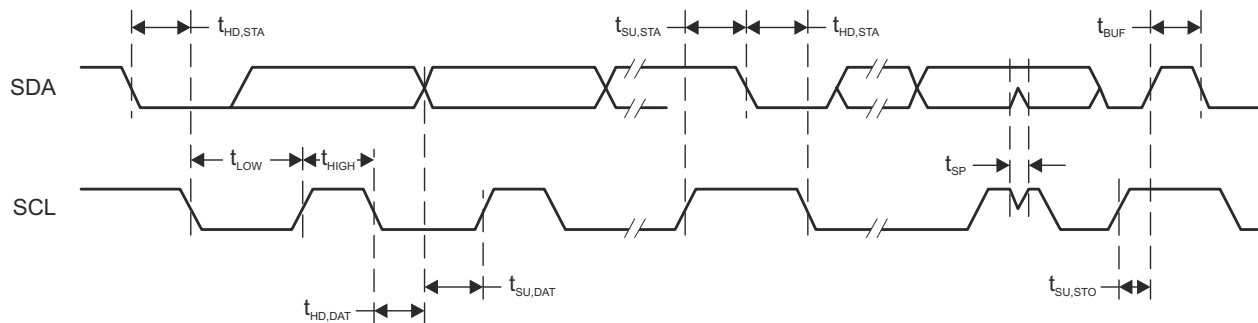 tHD,STA
tSU,STA
tHD,STA
tBUF
SDA
tLOW
tHIGH
tSP
SCL
tHD,DAT
tSU,DAT
tSU,STO